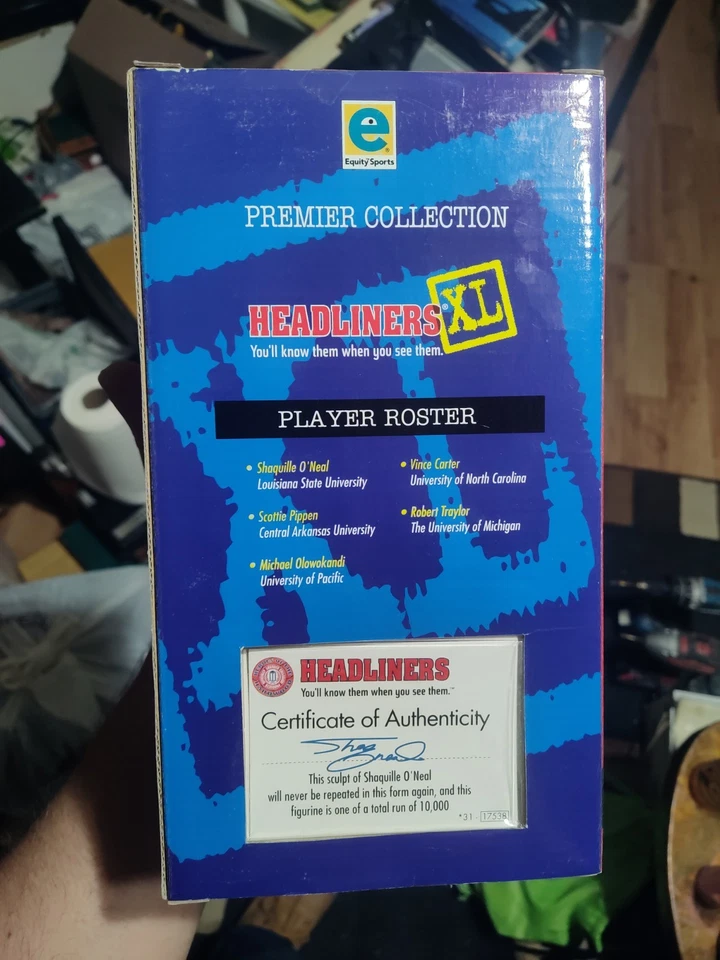 e
Equity Sports
PREMIER COLLECTION
HEADLINERS® XL
You'll know them when you see them.
PLAYER ROSTER
• Shaquille O'Neal
Louisiana State University
• Scottie Pippen
Central Arkansas University
• Michael Olowokandi
University of Pacific
• Vince Carter
University of North Carolina
• Robert Traylor
The University of Michigan
HEADLINERS
You'll know them when you see them.™
Certificate of Authenticity
Shaq O'Neal
This sculpt of Shaquille O'Neal
will never be repeated in this form again, and this
figurine is one of a total run of 10,000
*31 - 17538